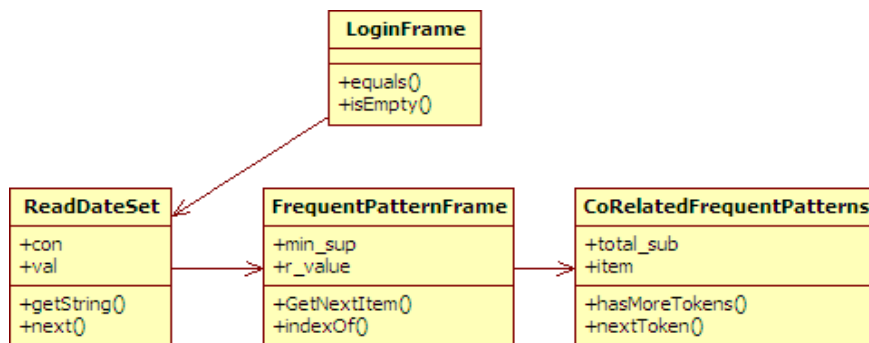 LoginFrame
+equals()
+isEmpty()
ReadDateSet
+con
+val
+getString()
+next()
FrequentPatternFrame
+min_sup
+r_value
+GetNextItem()
+indexOf()
CoRelatedFrequentPatterns
+total_sub
+item
+hasMoreTokens()
+nextToken()